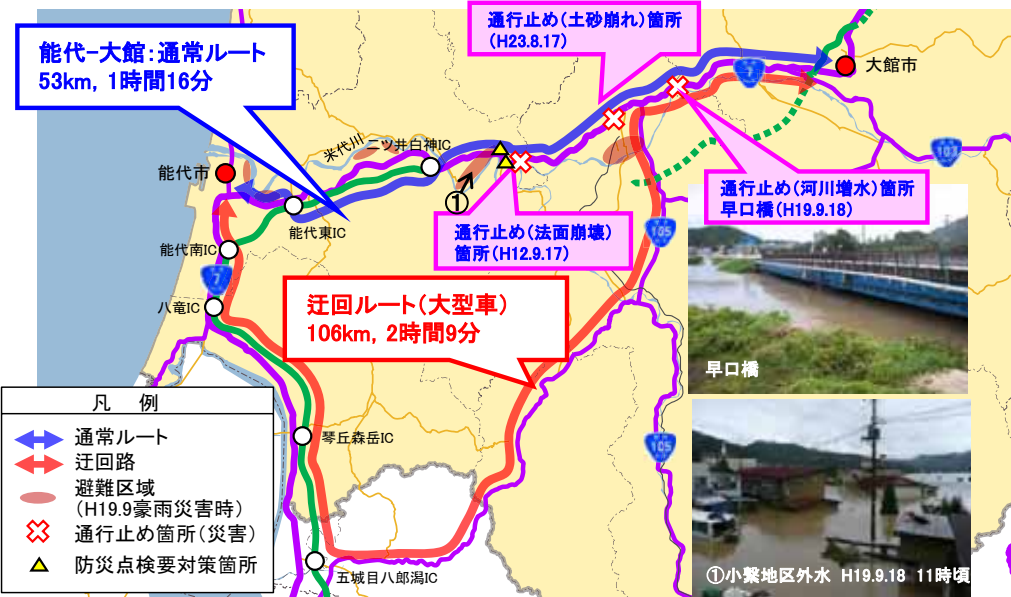 通行止め(土砂崩れ)箇所
(H23.8.17)
能代-大館:通常ルート
53km, 1時間16分
7
大館市
米代川
二ツ井白神IC
103
能代市
通行止め(河川増水)箇所
早口橋(H19.9.18)
①
能代東IC
通行止め(法面崩壊)
箇所(H12.9.17)
105
能代南IC
7
八竜IC
迂回ルート(大型車)
106km, 2時間9分
早口橋
凡 例
通常ルート
迂回路
避難区域
(H19.9豪雨災害時)
通行止め箇所(災害)
防災点検要対策箇所
琴丘森岳IC
105
五城目八郎潟IC
①小繋地区外水 H19.9.18 11時頃